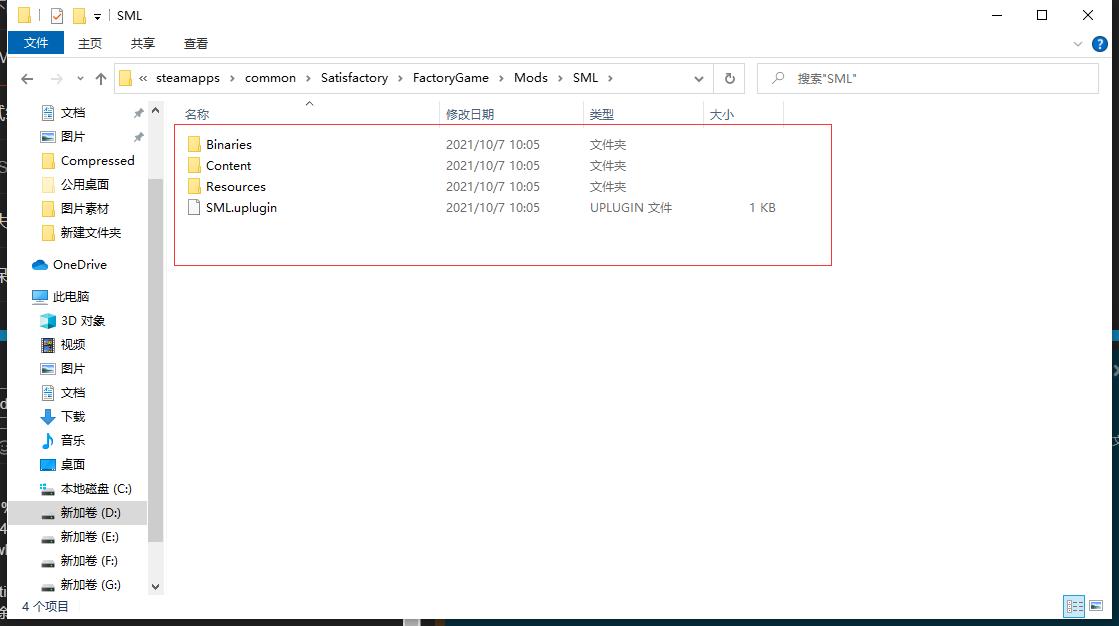 SML
文件 主页 共享 查看
« steamapps › common › Satisfactory › FactoryGame › Mods › SML ›
搜索"SML"
名称 修改日期 类型 大小
Binaries 2021/10/7 10:05 文件夹
Content 2021/10/7 10:05 文件夹
Resources 2021/10/7 10:05 文件夹
SML.uplugin 2021/10/7 10:05 UPLUGIN 文件 1 KB
文档
图片
Compressed
公用桌面
图片素材
新建文件夹
OneDrive
此电脑
3D 对象
视频
图片
文档
下载
音乐
桌面
本地磁盘 (C:)
新加卷 (D:)
新加卷 (E:)
新加卷 (F:)
新加卷 (G:)
4 个项目